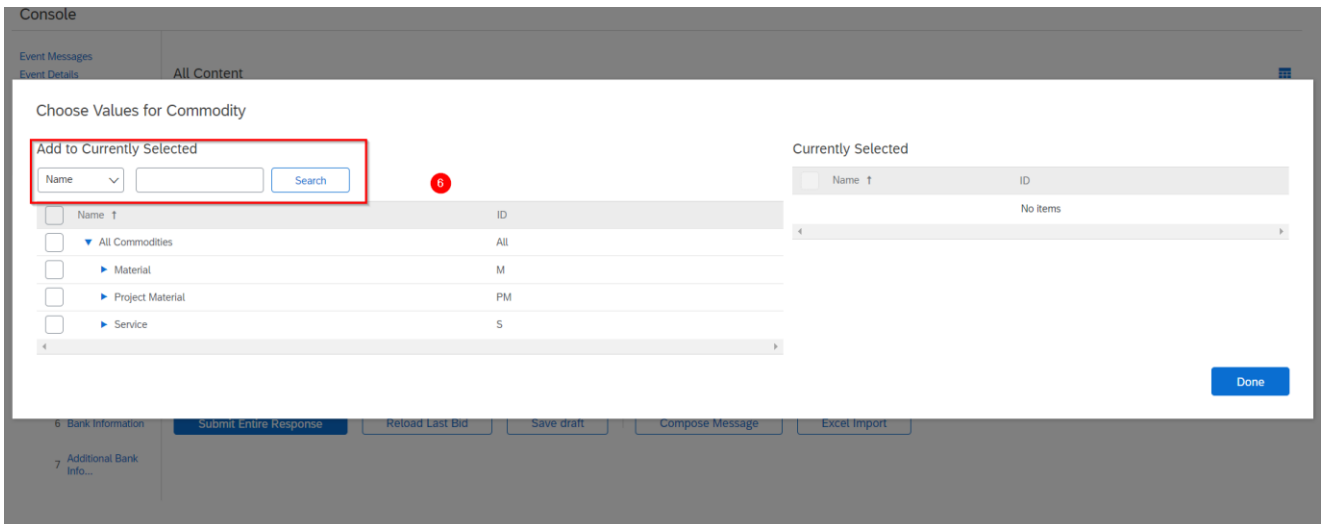 Console
Event Messages
Event Details
All Content
Choose Values for Commodity
Add to Currently Selected
Name
Search
6
Name ↑ ID
All Commodities All
Material M
Project Material PM
Service S
Currently Selected
Name ↑ ID
No items
Done
6 Bank Information
Submit Entire Response
Reload Last Bid
Save draft
Compose Message
Excel Import
7 Additional Bank
Info...